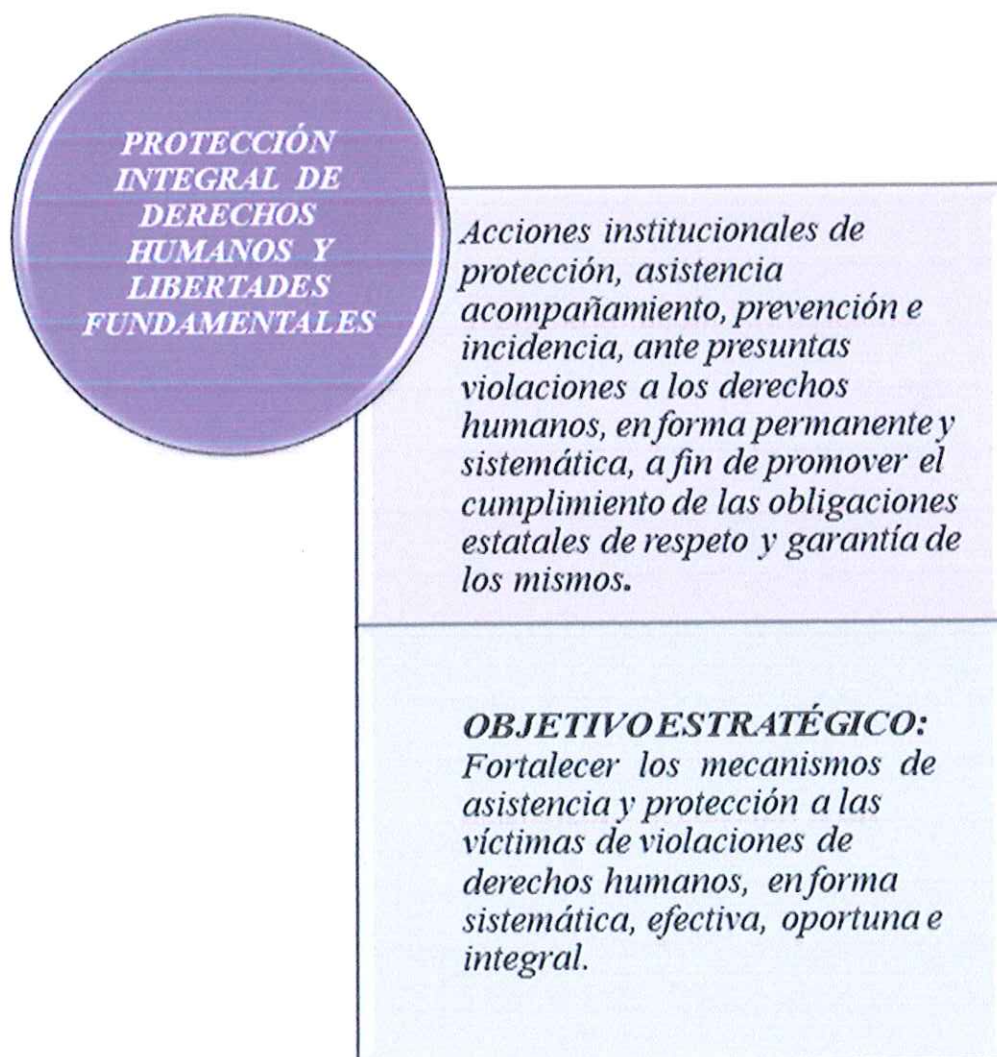 PROTECCIÓN
INTEGRAL DE
DERECHOS
HUMANOS Y
LIBERTADES
FUNDAMENTALES
Acciones institucionales de
protección, asistencia
acompañamiento, prevención e
incidencia, ante presuntas
violaciones a los derechos
humanos, en forma permanente y
sistemática, a fin de promover el
cumplimiento de las obligaciones
estatales de respeto y garantía de
los mismos.
OBJETIVO ESTRATÉGICO:
Fortalecer los mecanismos de
asistencia y protección a las
víctimas de violaciones de
derechos humanos, en forma
sistemática, efectiva, oportuna e
integral.